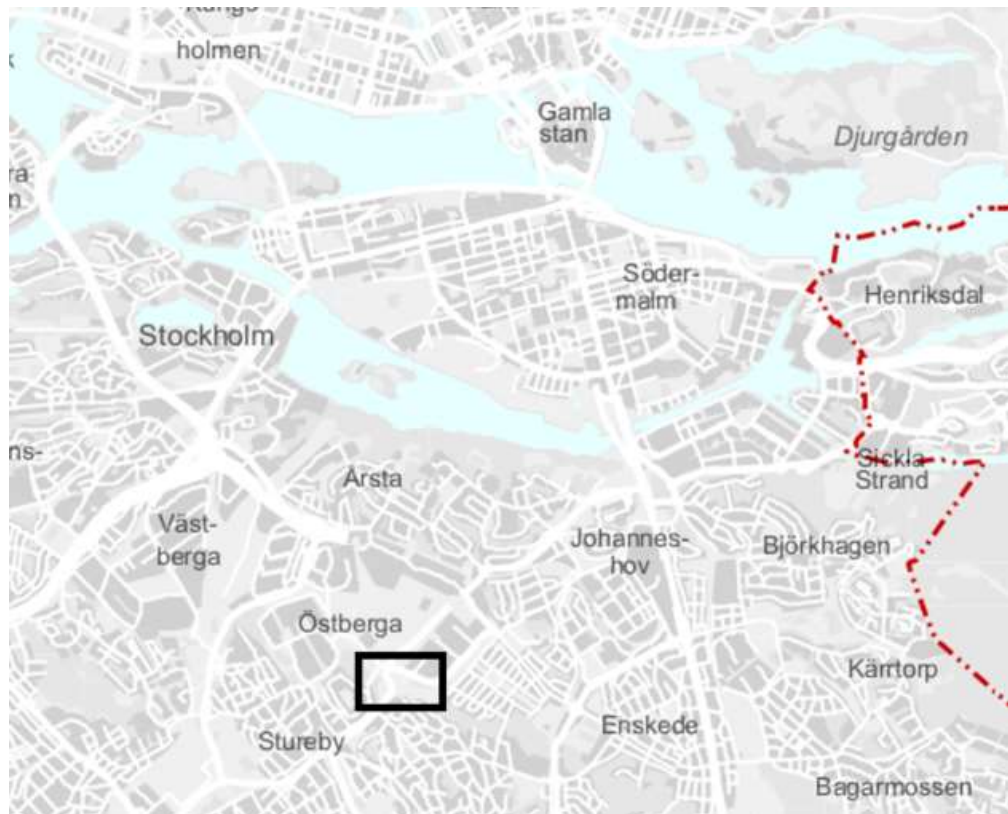 holmen
Gamla
stan
Djurgården
Söder-
malm
Henriksdal
Stockholm
Sickla
Strand
Årsta
Väst-
berga
Johannes-
hov
Björkhagen
Östberga
Kärrtorp
Enskede
Stureby
Bagarmossen